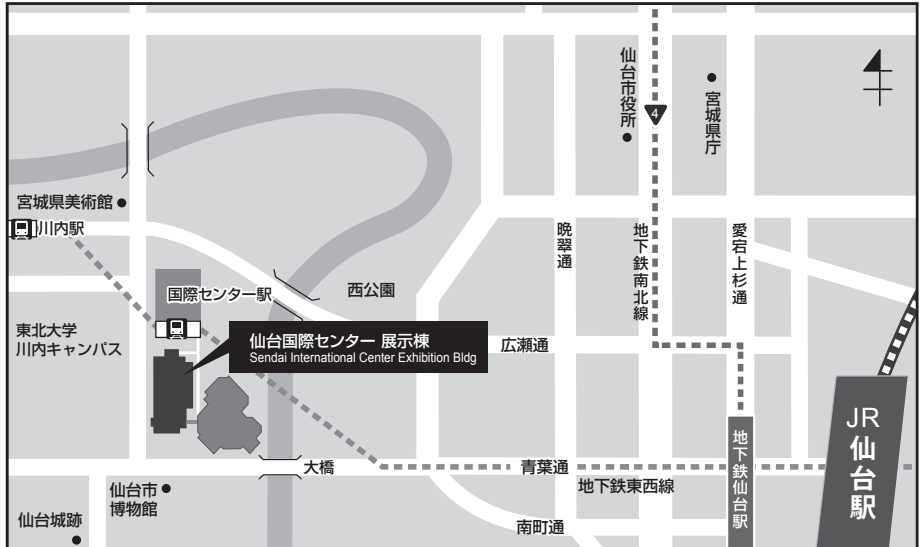 仙台市役所
4
宮城県庁
宮城県美術館
川内駅
晩翠通
地下鉄南北線
愛宕上杉通
国際センター駅
西公園
東北大学
川内キャンパス
仙台国際センター 展示棟
Sendai International Center Exhibition Bldg
広瀬通
JR
仙台駅
地下鉄仙台駅
大橋
青葉通
地下鉄東西線
仙台市
博物館
仙台城跡
南町通